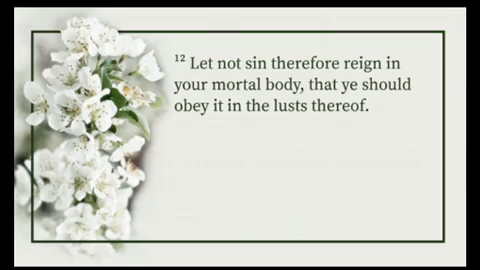 ¹² Let not sin therefore reign in
your mortal body, that ye should
obey it in the lusts thereof.